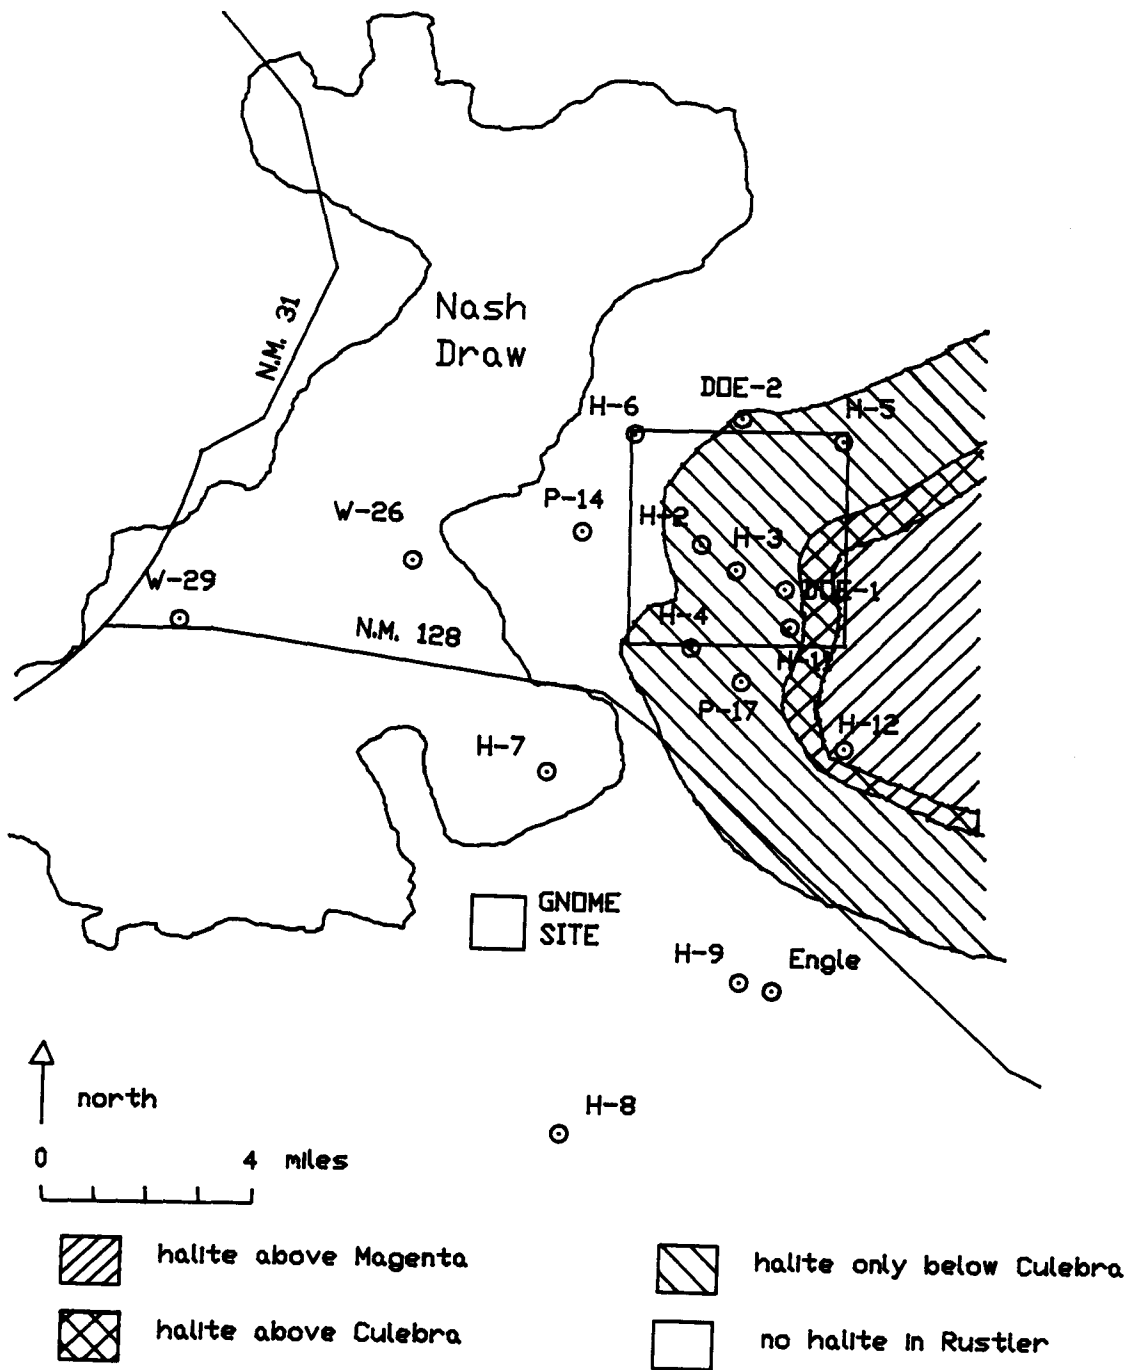 N.M. 31
Nash
Draw
DOE-2
H-6
H-5
P-14
W-26
H-2
H-3
W-29
DOE-1
H-4
N.M. 128
H-11
P-17
H-12
H-7
GNOME
SITE
H-9
Engle
north
H-8
0 4 miles
halite above Magenta
halite only below Culebra
halite above Culebra
no halite in Rustler